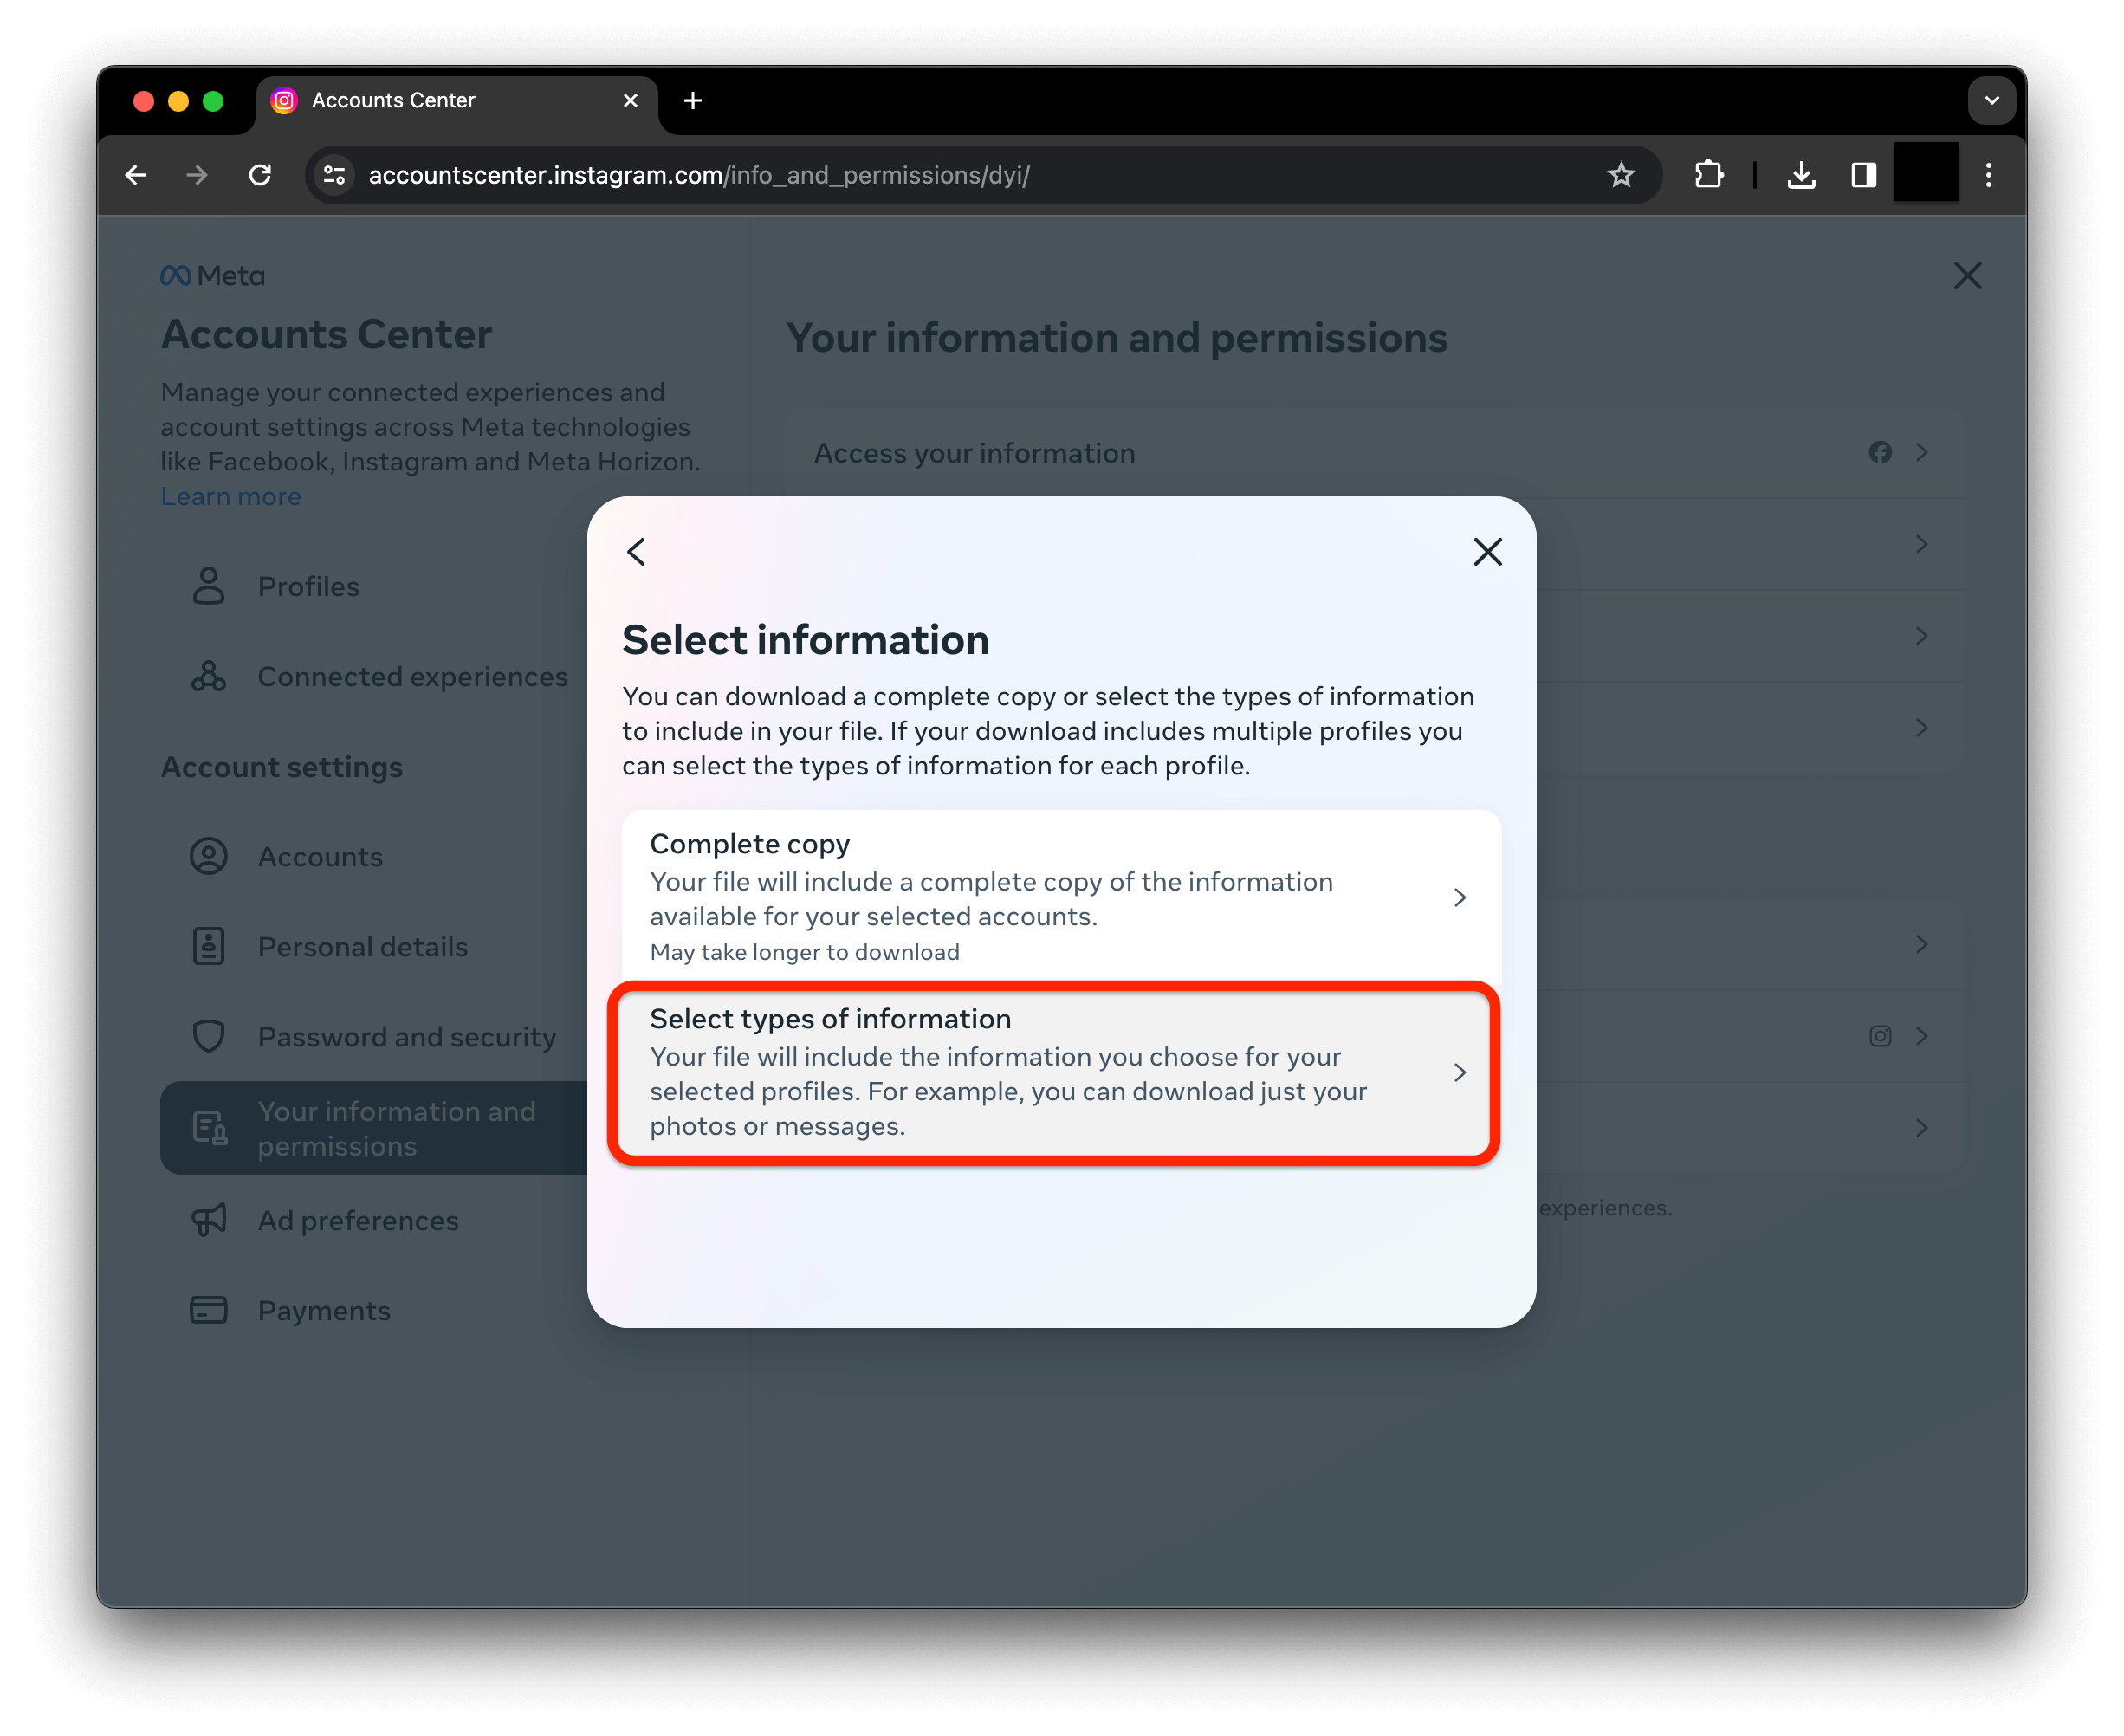 Accounts Center
accountscenter.instagram.com/info_and_permissions/dyi/
Meta
Accounts Center
Manage your connected experiences and
account settings across Meta technologies
like Facebook, Instagram and Meta Horizon.
Learn more
Profiles
Connected experiences
Account settings
Accounts
Personal details
Password and security
Your information and
permissions
Ad preferences
Payments
Your information and permissions
Access your information
experiences.
Select information
You can download a complete copy or select the types of information
to include in your file. If your download includes multiple profiles you
can select the types of information for each profile.
Complete copy
Your file will include a complete copy of the information
available for your selected accounts.
May take longer to download
Select types of information
Your file will include the information you choose for your
selected profiles. For example, you can download just your
photos or messages.